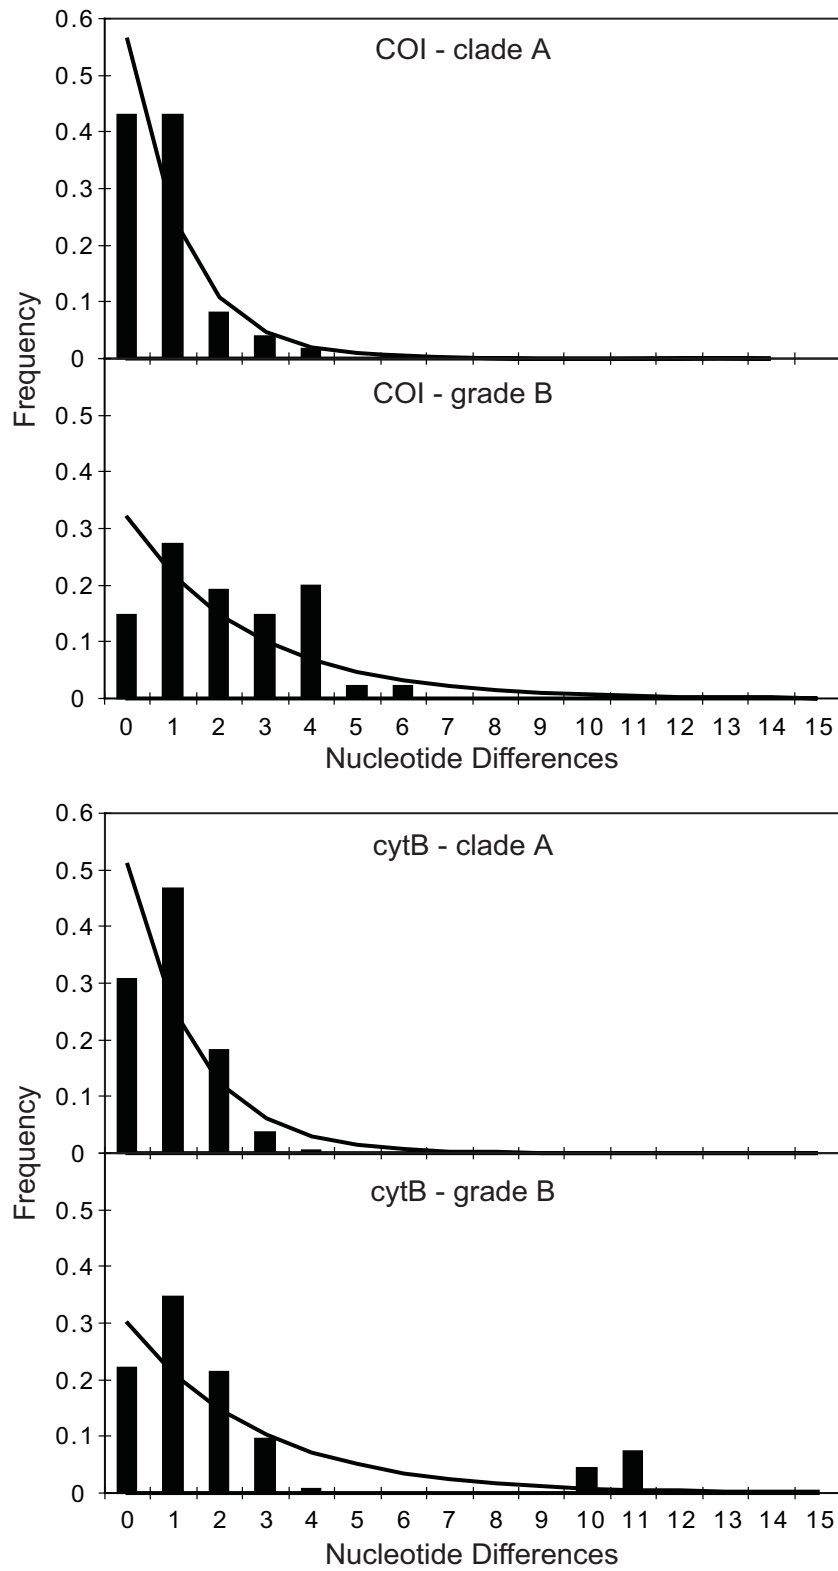 0.6
COI - clade A
0.5
0.4
0.3
0.2
0.1
0
Frequency
COI - grade B
0.5
0.4
0.3
0.2
0.1
0
0 1 2 3 4 5 6 7 8 9 10 11 12 13 14 15
Nucleotide Differences
0.6
cytB - clade A
0.5
0.4
0.3
0.2
0.1
0
Frequency
cytB - grade B
0.5
0.4
0.3
0.2
0.1
0
0 1 2 3 4 5 6 7 8 9 10 11 12 13 14 15
Nucleotide Differences